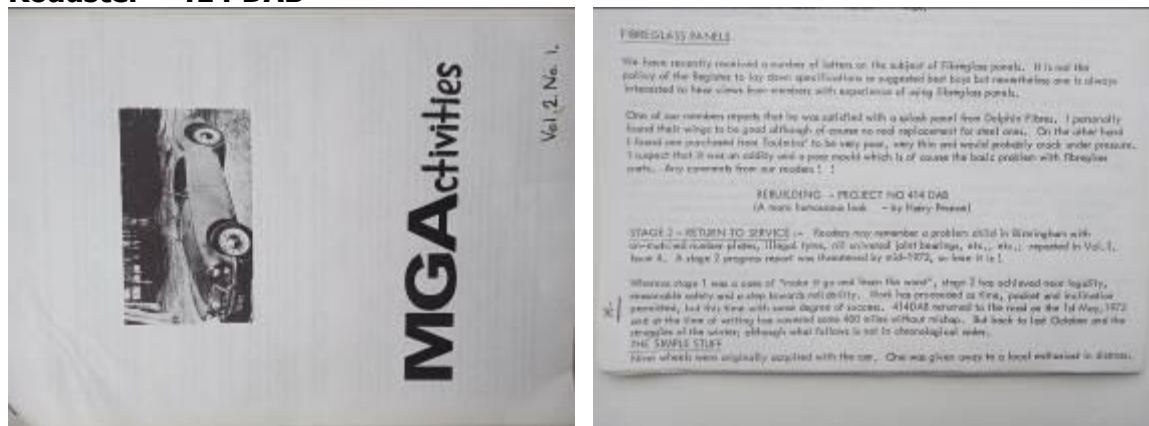 MGActivities
Vol. 2. No. 1.
FIBREGLASS PANELS
We have recently received a number of letters on the subject of Fibreglass panels. It is not the
policy of the Register to lay down specifications or suggested best buys but nevertheless one is always
interested to hear views from members with experience of using fibreglass panels.
One of our members reports that he was satisfied with a splash panel from Delphin Fibres. I personally
found their wings to be good although of course no real replacement for steel ones. On the other hand
I found one purchased from to be very poor, very thin and would probably crack under pressure.
I suspect that it was an oddity and a poor mould which is of course the basic problem with fibreglass
parts. Any comments from our readers ! !
REBUILDING - PROJECT NO 414 DAB
(A more humourous look - by Harry
STAGE 2 - RETURN TO SERVICE :- Readers may remember a problem child in Birmingham with
un-matched number plates, illegal tyres, nil universal joint bearings, etc., etc.; reported in Vol.1.
Issue 4. A stage 2 progress report was threatened by mid-1972, so here it is !
Whereas stage 1 was a case of "make it go and learn the worst", stage 2 has achieved near legality,
reasonable safety and a step towards reliability. Work has proceeded as time, pocket and inclination
permitted, but this time with some degree of success. 414DAB returned to the road on the 1st May, 1972
and at the time of writing has covered some 400 miles without mishap. But back to last October and the
struggles of the winter; although what follows is not in chronological order.
THE SIMPLE STUFF
wheels were originally acquired with the car. One was given away to a local enthusiast in distress.